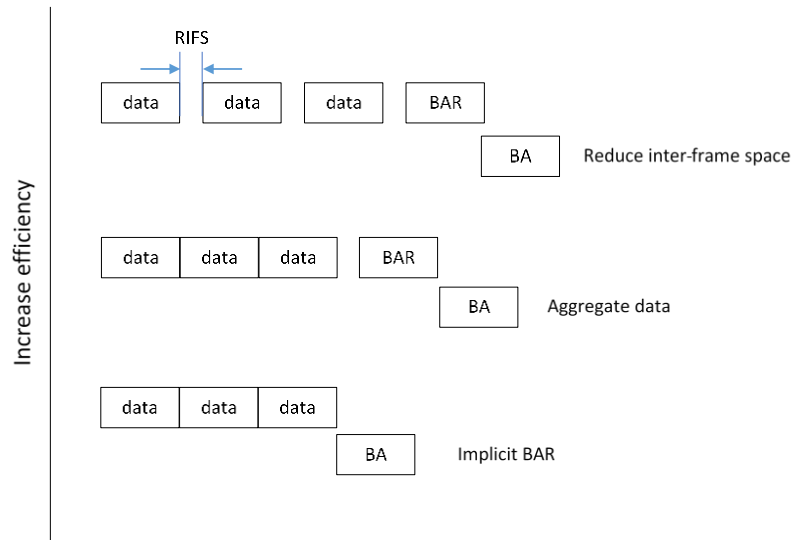 RIFS
data data data BAR
BA Reduce inter-frame space
Increase efficiency
data data data BAR
BA Aggregate data
data data data
BA Implicit BAR